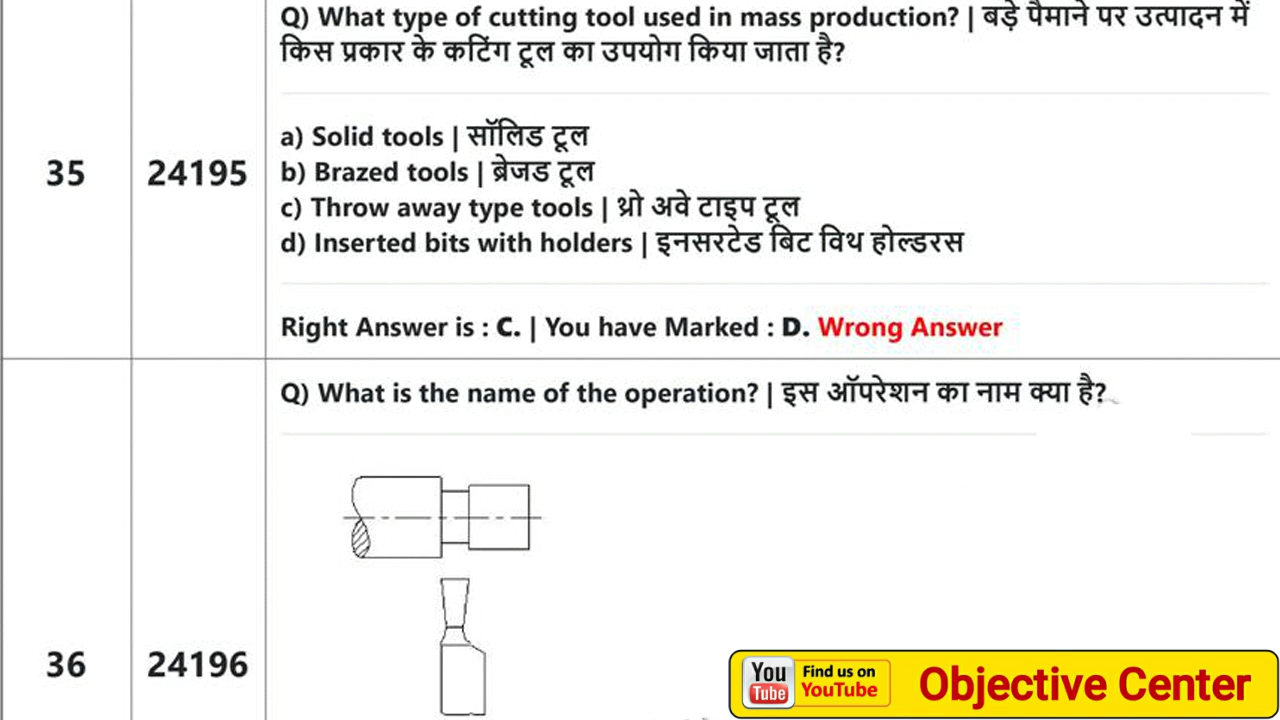 Q) What type of cutting tool used in mass production? | बड़े पैमाने पर उत्पादन में
किस प्रकार के कटिंग टूल का उपयोग किया जाता है?
35
24195
a) Solid tools | सॉलिड टूल
b) Brazed tools | ब्रेजड टूल
c) Throw away type tools | थ्रो अवे टाइप टूल
d) Inserted bits with holders | इनसरटेड बिट विथ होल्डरस
Right Answer is : C. | You have Marked : D. Wrong Answer
Q) What is the name of the operation? | इस ऑपरेशन का नाम क्या है?
36
24196
You
Tube
Find us on
YouTube
Objective Center